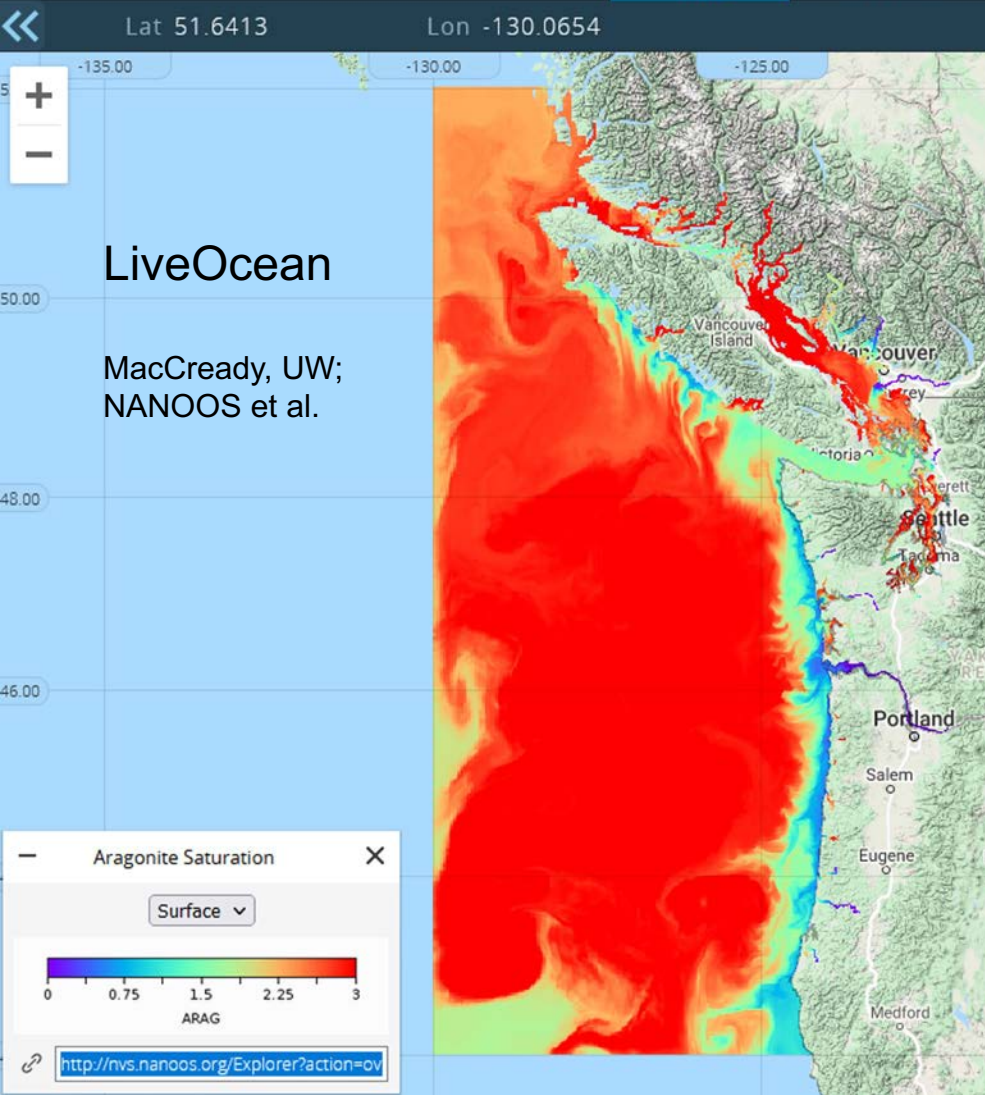 Lat 51.6413 Lon -130.0654
-135.00 -130.00 -125.00
+
−
LiveOcean
50.00
MacCready, UW;
NANOOS et al.
Vancouver
Island
Vancouver
48.00
Seattle
Tacoma
46.00
Portland
Salem
Aragonite Saturation
Eugene
Surface
0 0.75 1.5 2.25 3
ARAG
Medford
http://nvs.nanoos.org/Explorer?action=ov